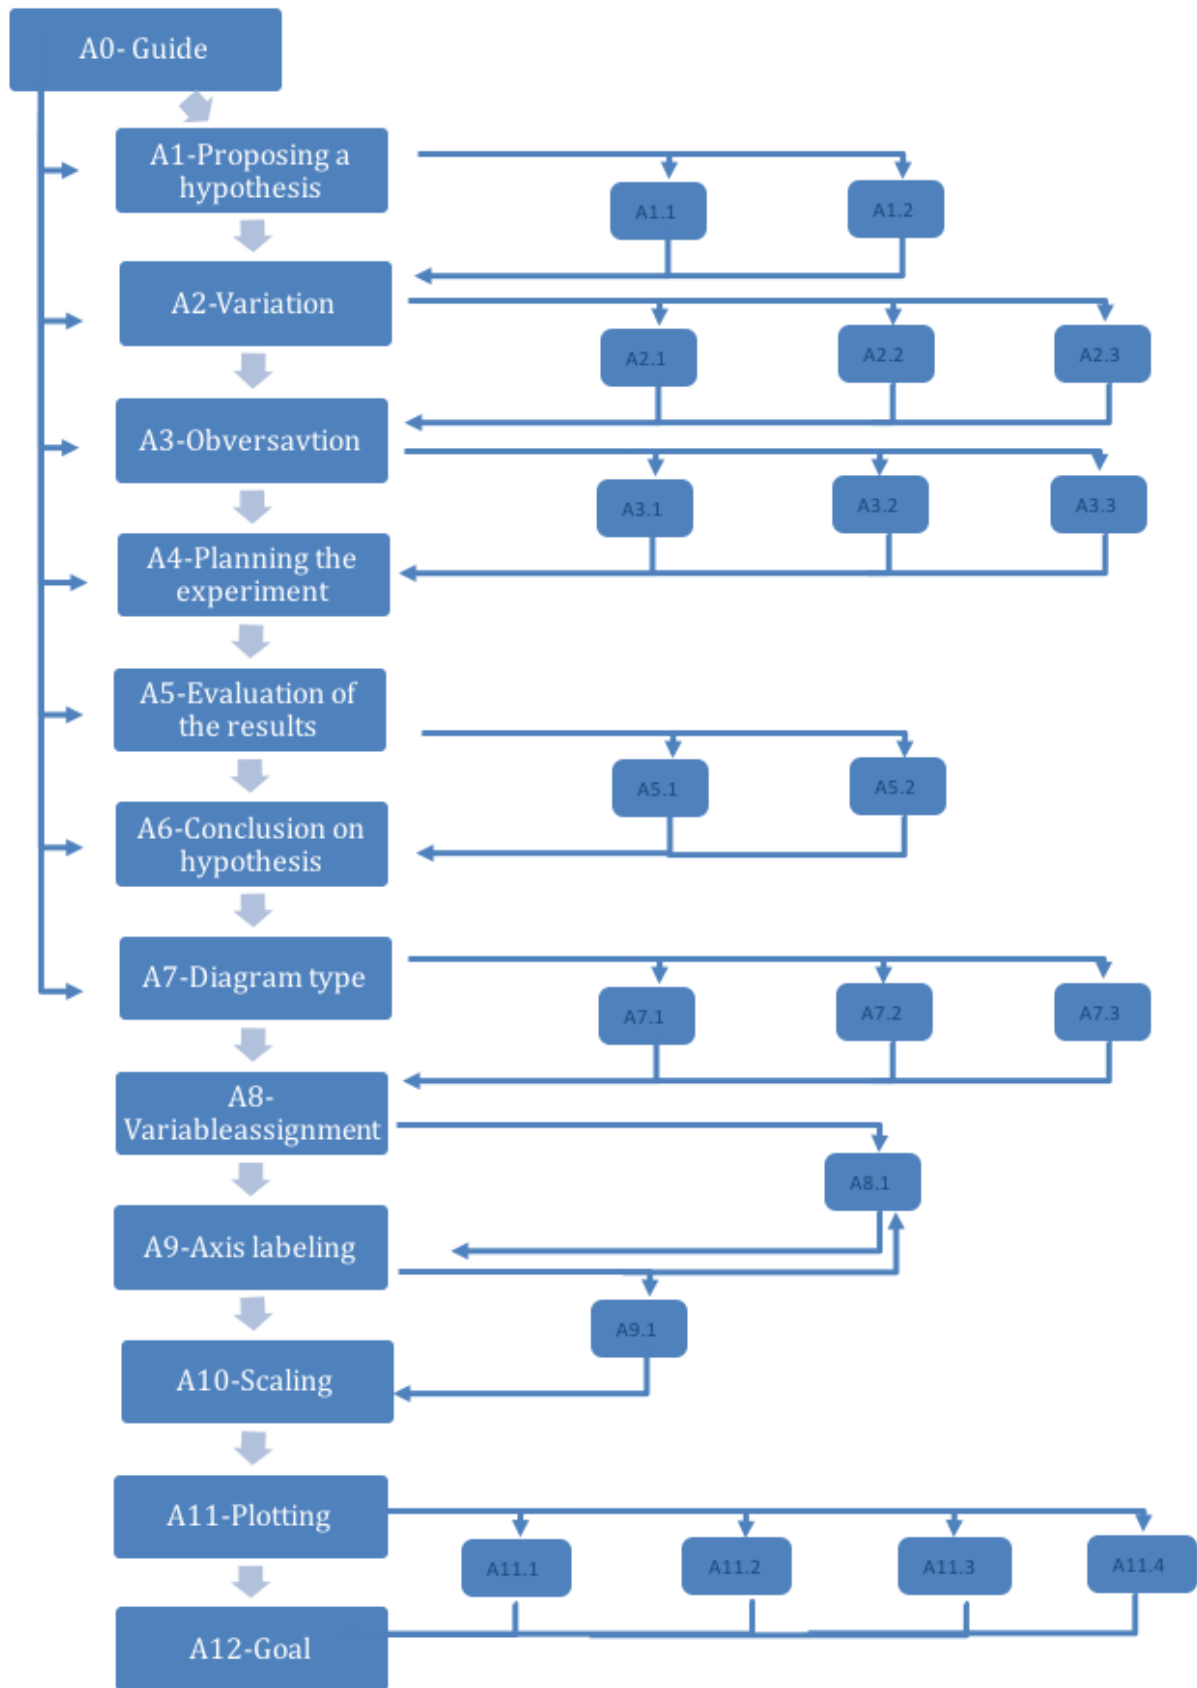 A0- Guide
A1-Proposing a
hypothesis
A1.1
A1.2
A2-Variation
A2.1
A2.2
A2.3
A3-Obversavtion
A3.1
A3.2
A3.3
A4-Planning the
experiment
A5-Evaluation of
the results
A5.1
A5.2
A6-Conclusion on
hypothesis
A7-Diagram type
A7.1
A7.2
A7.3
A8-
Variableassignment
A8.1
A9-Axis labeling
A9.1
A10-Scaling
A11-Plotting
A11.1
A11.2
A11.3
A11.4
A12-Goal